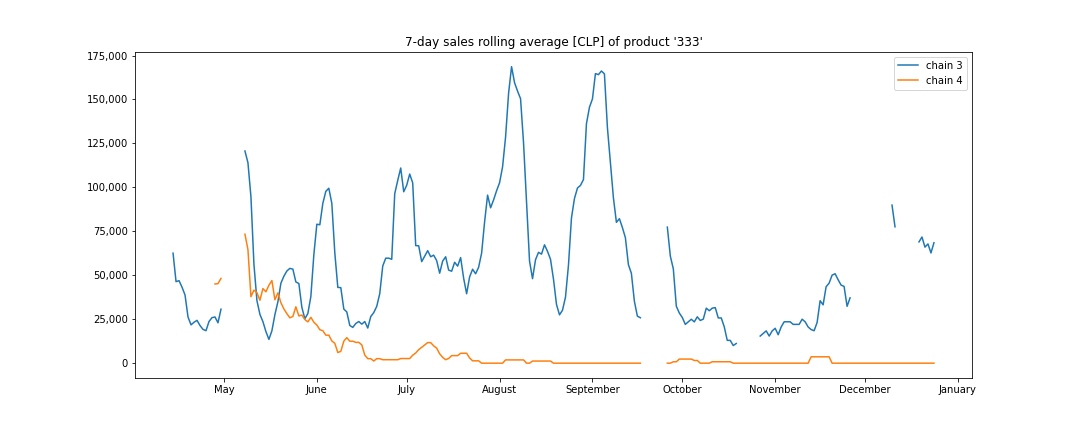 7-day sales rolling average [CLP] of product '333'
175,000
150,000
125,000
100,000
75,000
50,000
25,000
0
chain 3
chain 4
May June July August September October November December January